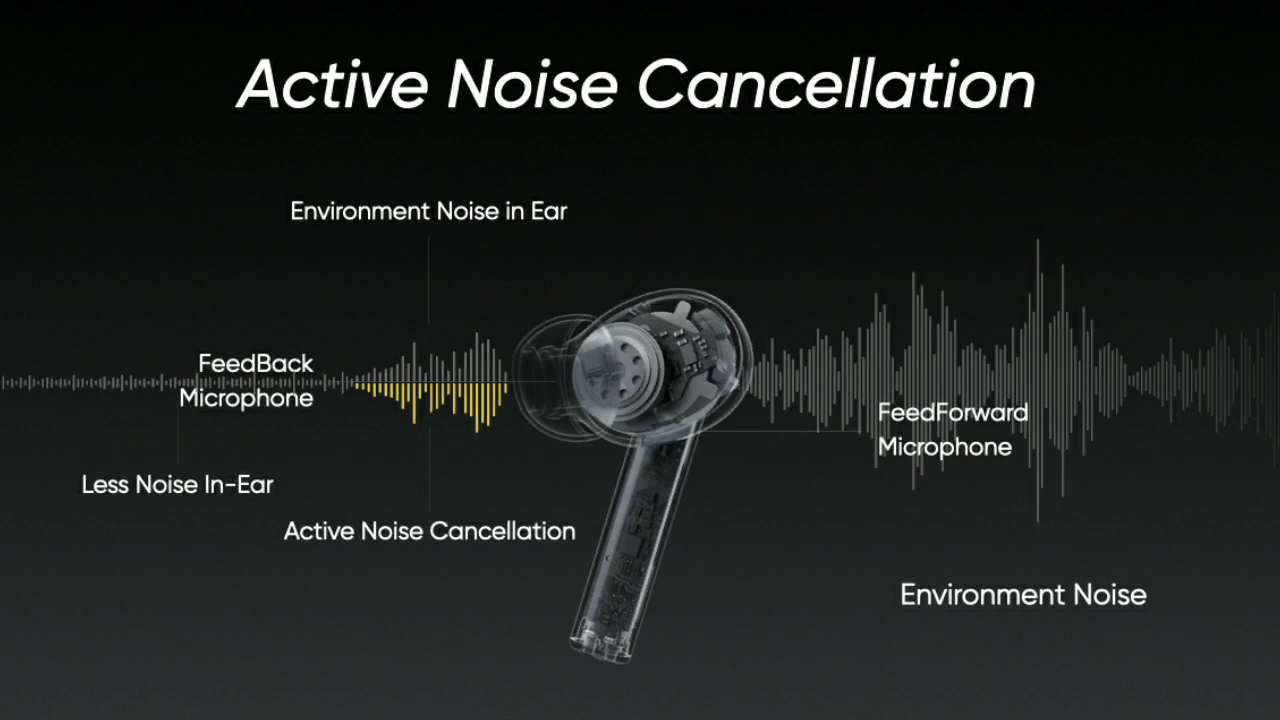 Active Noise Cancellation
Environment Noise in Ear
FeedBack
Microphone
FeedForward
Microphone
Less Noise In-Ear
Active Noise Cancellation
Environment Noise